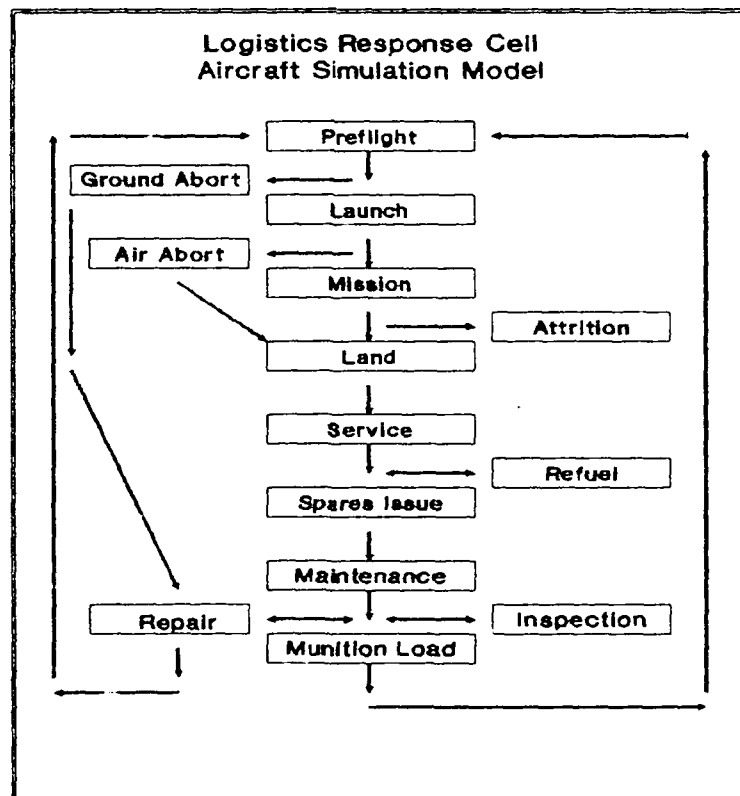 Logistics Response Cell
Aircraft Simulation Model
Preflight
Ground Abort
Launch
Air Abort
Mission
Attrition
Land
Service
Refuel
Spares Issue
Maintenance
Repair
Inspection
Munition Load